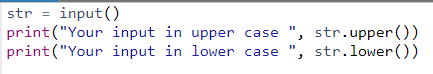 str = input()
print("Your input in upper case ", str.upper())
print("Your input in lower case ", str.lower())